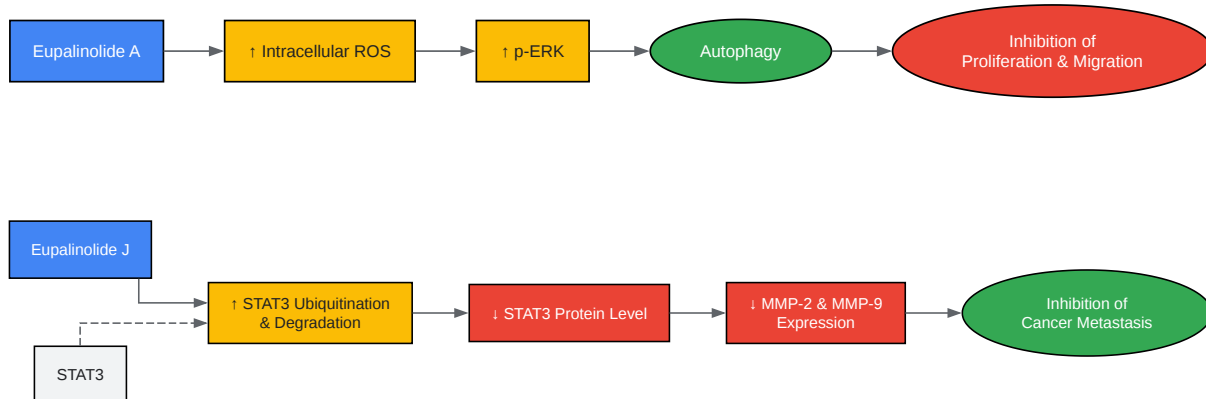 Eupalinolide A
↑ Intracellular ROS
↑ p-ERK
Autophagy
Inhibition of
Proliferation & Migration
Eupalinolide J
↑ STAT3 Ubiquitination
& Degradation
↓ STAT3 Protein Level
↓ MMP-2 & MMP-9
Expression
Inhibition of
Cancer Metastasis
STAT3